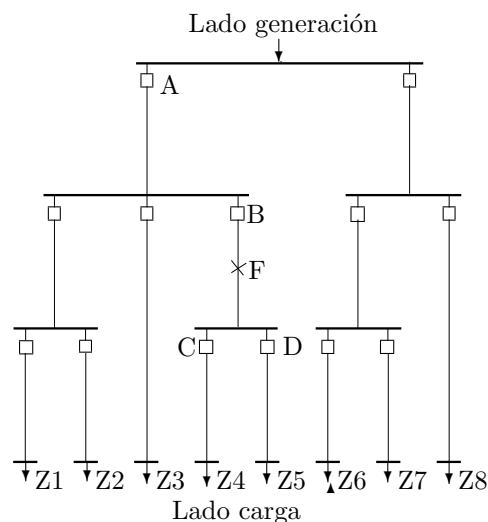 Lado generación
A
B
F
C D
Z1 Z2 Z3 Z4 Z5 Z6 Z7 Z8
Lado carga